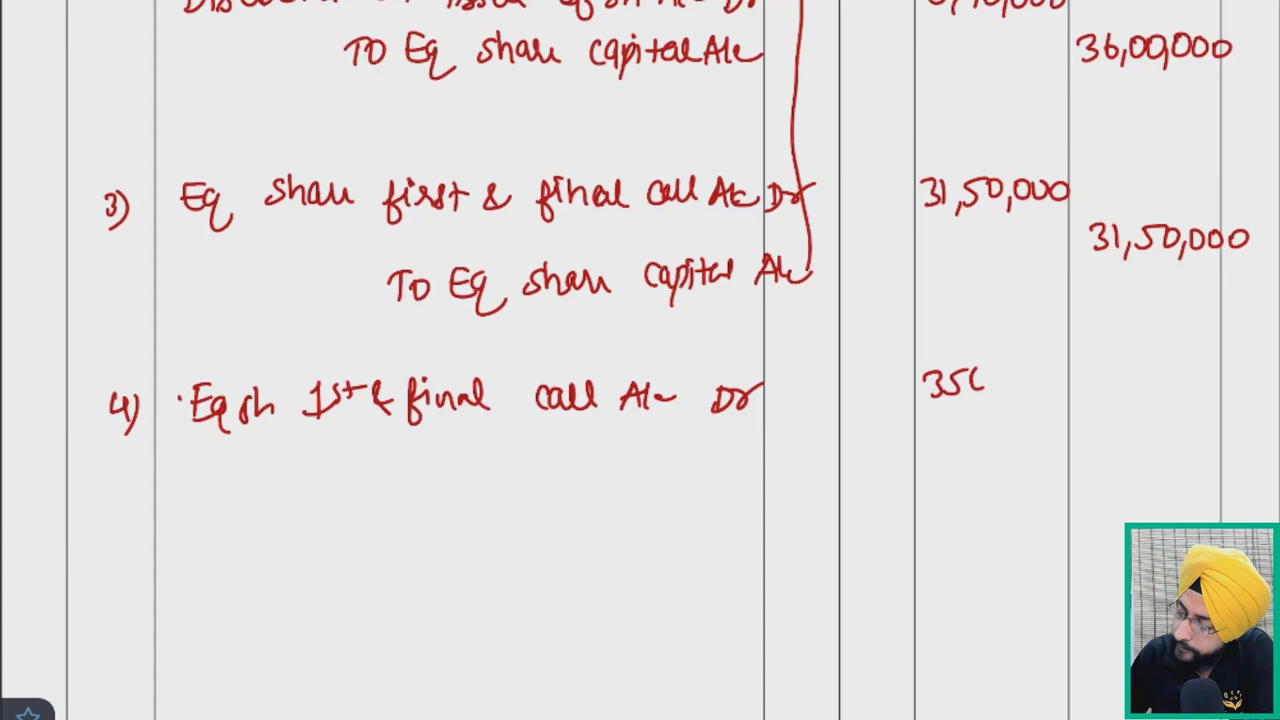 To Eq share capital A/c 36,00,000
3) Eq share first & final call A/c Dr 31,50,000
31,50,000
To Eq share capital A/c
4) Eq sh 1st & final call A/c Dr 350